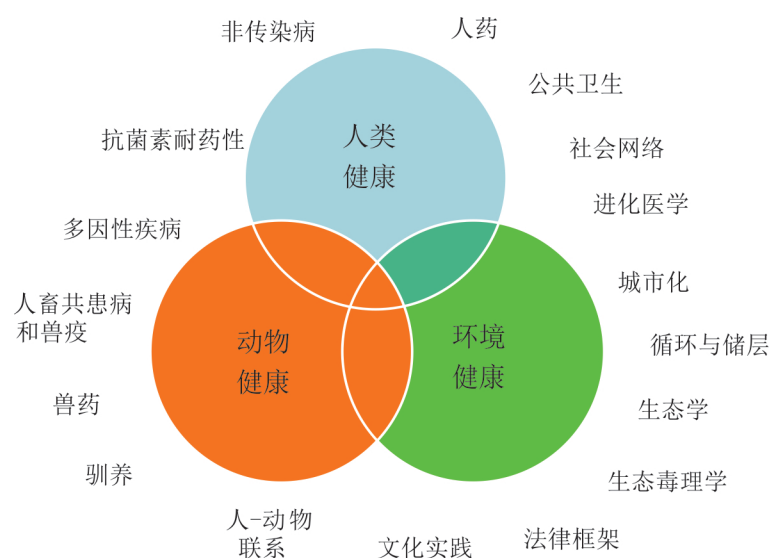 非传染病
人药
公共卫生
抗菌素耐药性
人类
健康
社会网络
进化医学
多因性疾病
城市化
人畜共患病
和兽疫
动物
健康
环境
健康
循环与储层
兽药
生态学
驯养
生态毒理学
人-动物
联系
文化实践
法律框架